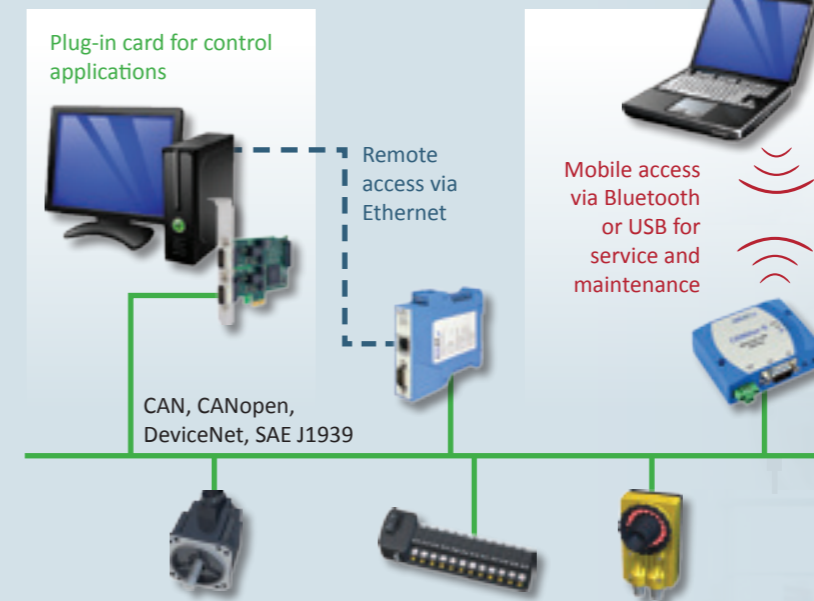 Plug-in card for control
applications
Remote
access via
Ethernet
Mobile access
via Bluetooth
or USB for
service and
maintenance
CAN, CANopen,
DeviceNet, SAE J1939